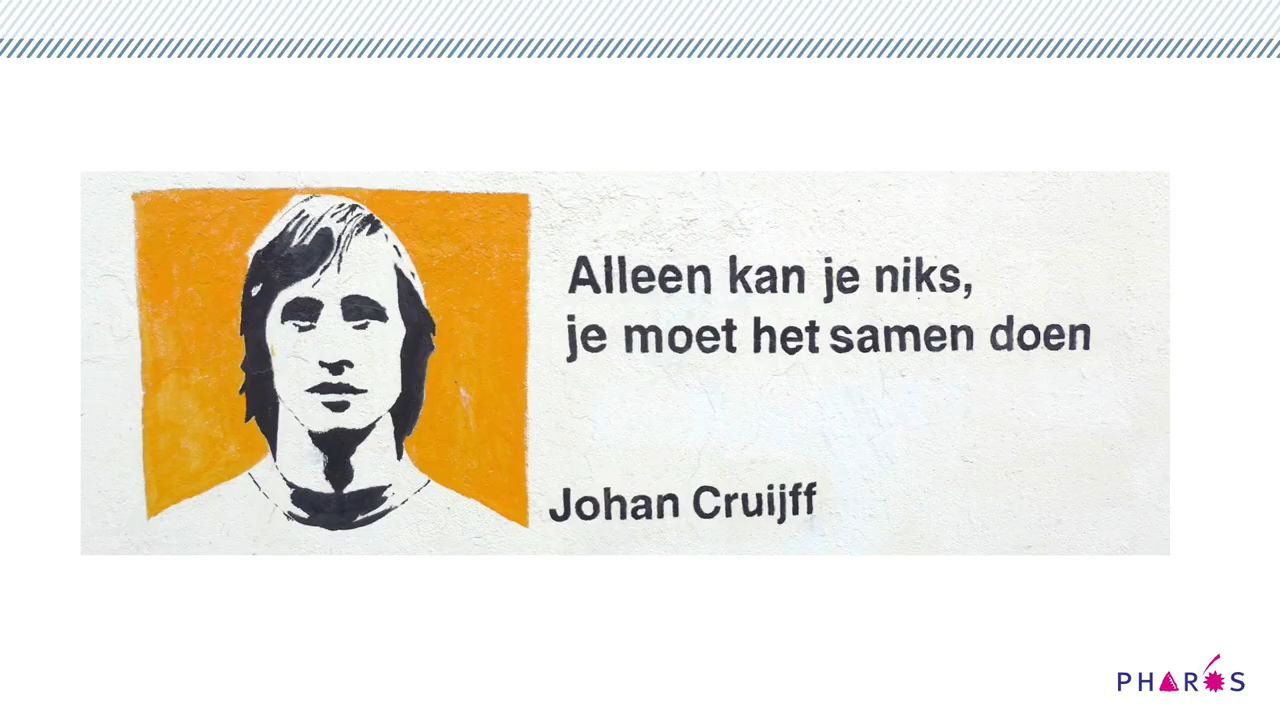 Alleen kan je niks,
je moet het samen doen
Johan Cruijff
PHAROS